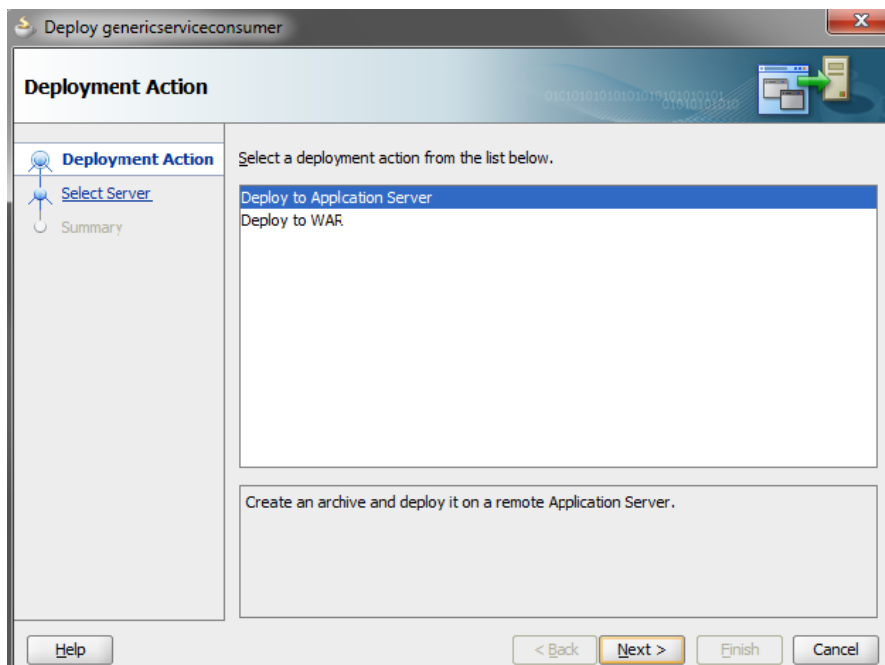 Deploy genericserviceconsumer
Deployment Action
010101010101010101010101
01010101010
Deployment Action
Select Server
Summary
Select a deployment action from the list below.
Deploy to Applcation Server
Deploy to WAR
Create an archive and deploy it on a remote Application Server.
Help
< Back
Next >
Finish
Cancel